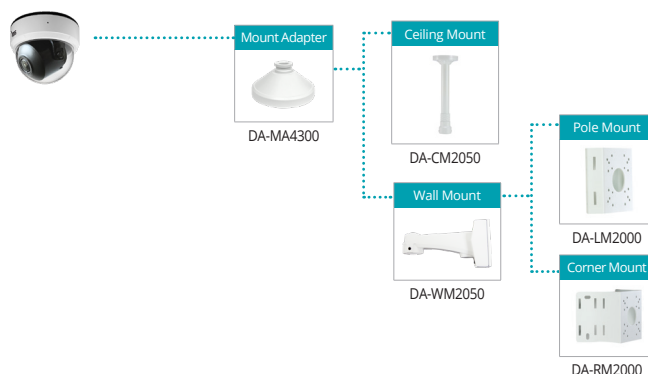 Mount Adapter
DA-MA4300
Ceiling Mount
DA-CM2050
Wall Mount
DA-WM2050
Pole Mount
DA-LM2000
Corner Mount
DA-RM2000